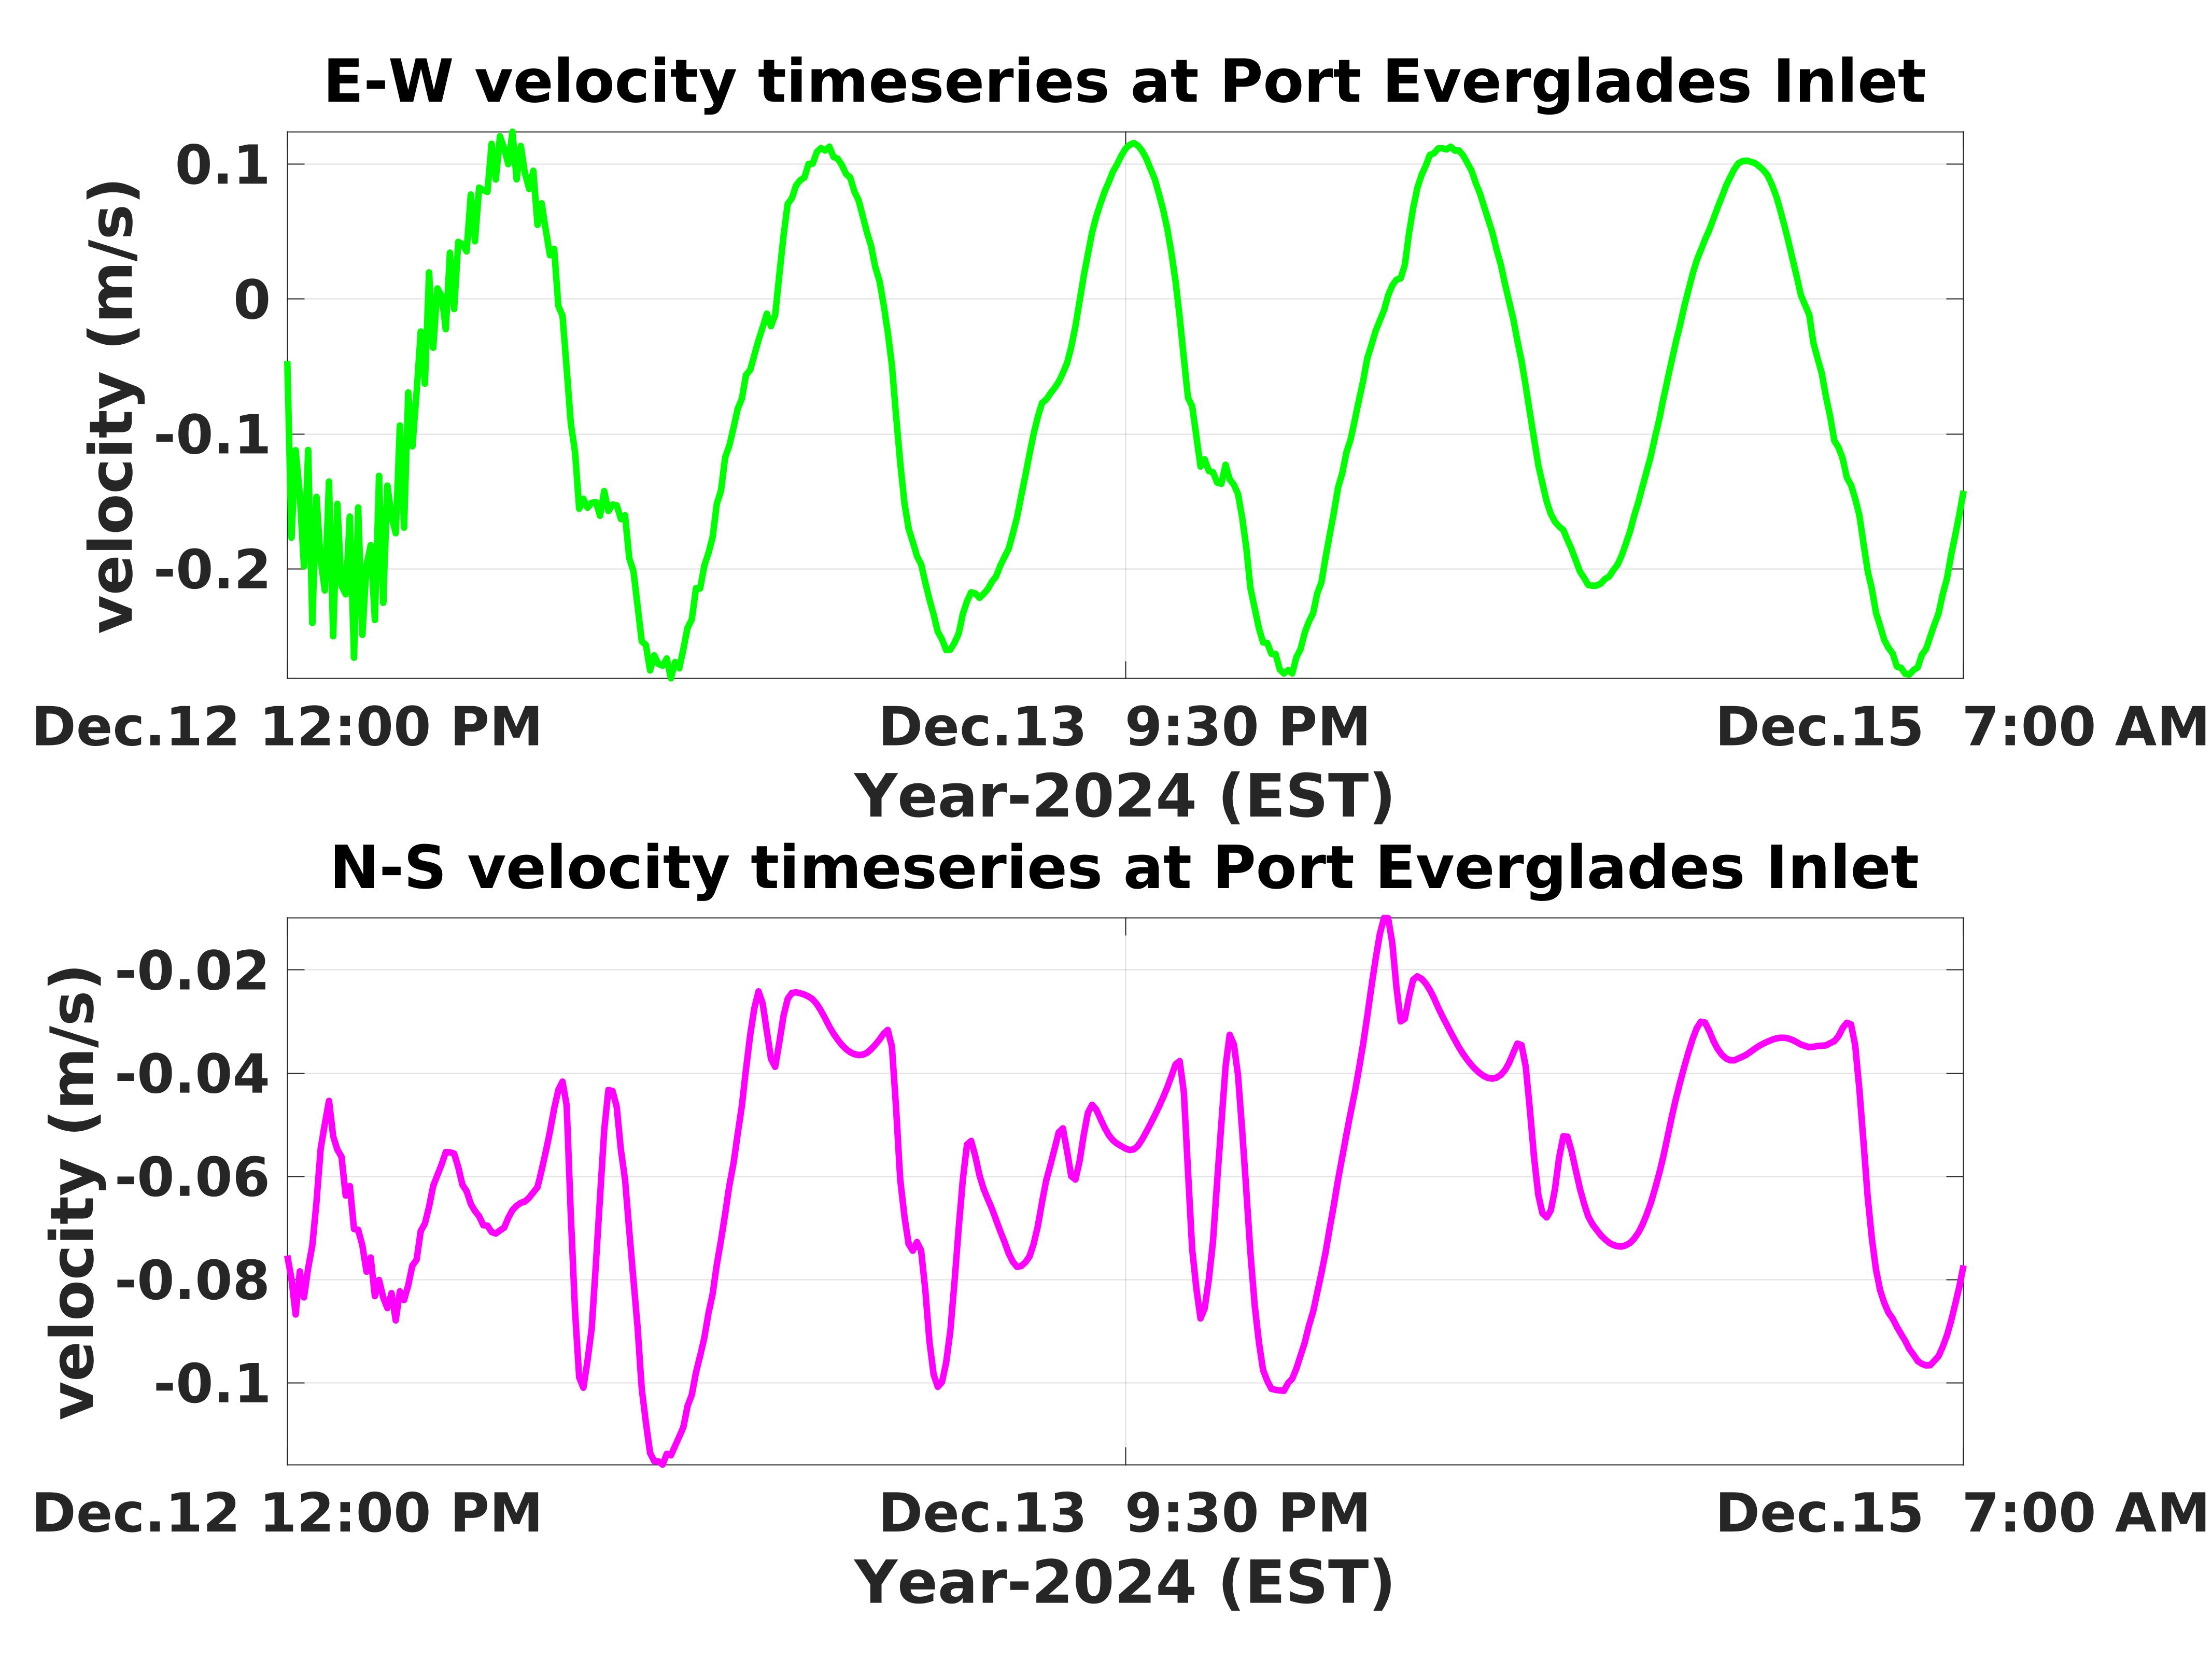 E-W velocity timeseries at Port Everglades Inlet
velocity (m/s)
0.1
0
-0.1
-0.2
Dec.12 12:00 PM Dec.13  9:30 PM Dec.15  7:00 AM
Year-2024 (EST)
N-S velocity timeseries at Port Everglades Inlet
velocity (m/s)
-0.02
-0.04
-0.06
-0.08
-0.1
Dec.12 12:00 PM Dec.13  9:30 PM Dec.15  7:00 AM
Year-2024 (EST)